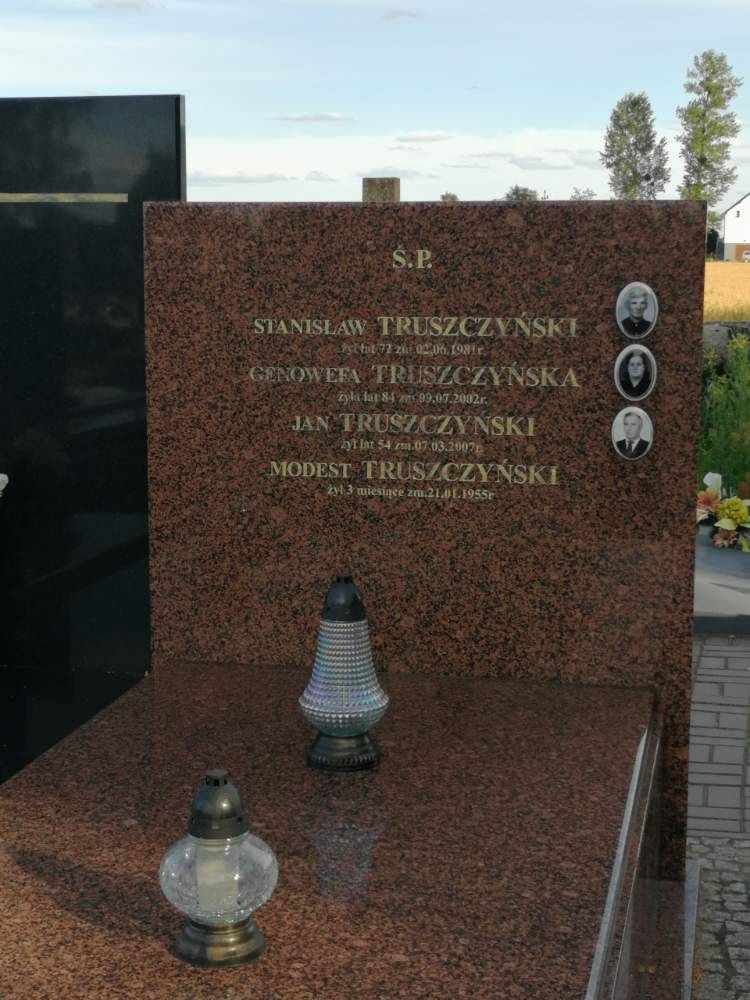 Ś.P.
STANISŁAW TRUSZCZYŃSKI
żył lat 77 zm. 02.06.1981r.
GENOWEFA TRUSZCZYŃSKA
żyła lat 84 zm. 09.07.2002r.
JAN TRUSZCZYŃSKI
żył lat 54 zm. 07.03.2007r.
MODEST TRUSZCZYŃSKI
żył 3 miesiące zm. 21.01.1955r